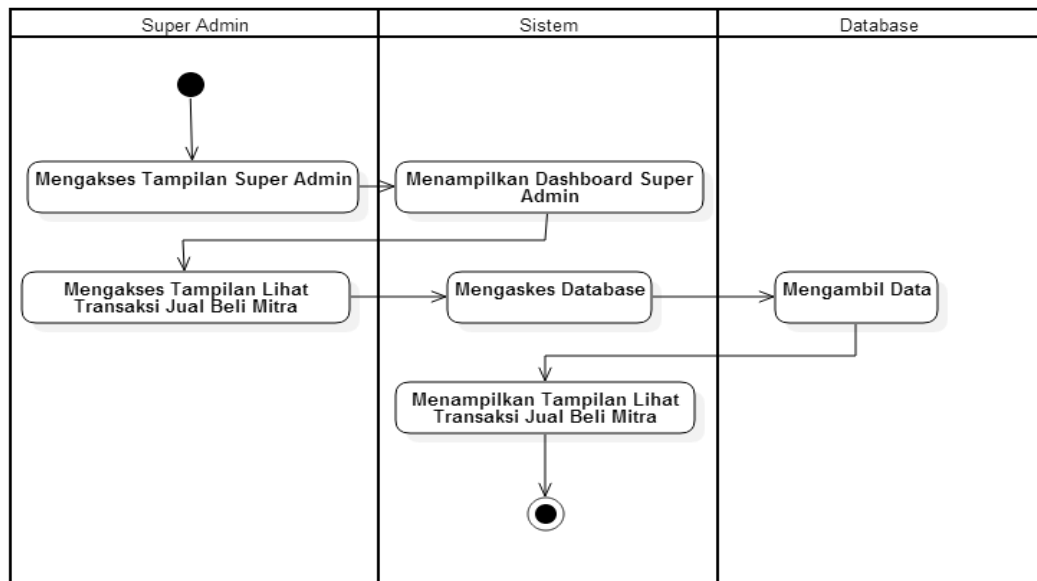 Super Admin
Sistem
Database
Mengakses Tampilan Super Admin
Menampilkan Dashboard Super
Admin
Mengakses Tampilan Lihat
Transaksi Jual Beli Mitra
Mengaskes Database
Mengambil Data
Menampilkan Tampilan Lihat
Transaksi Jual Beli Mitra